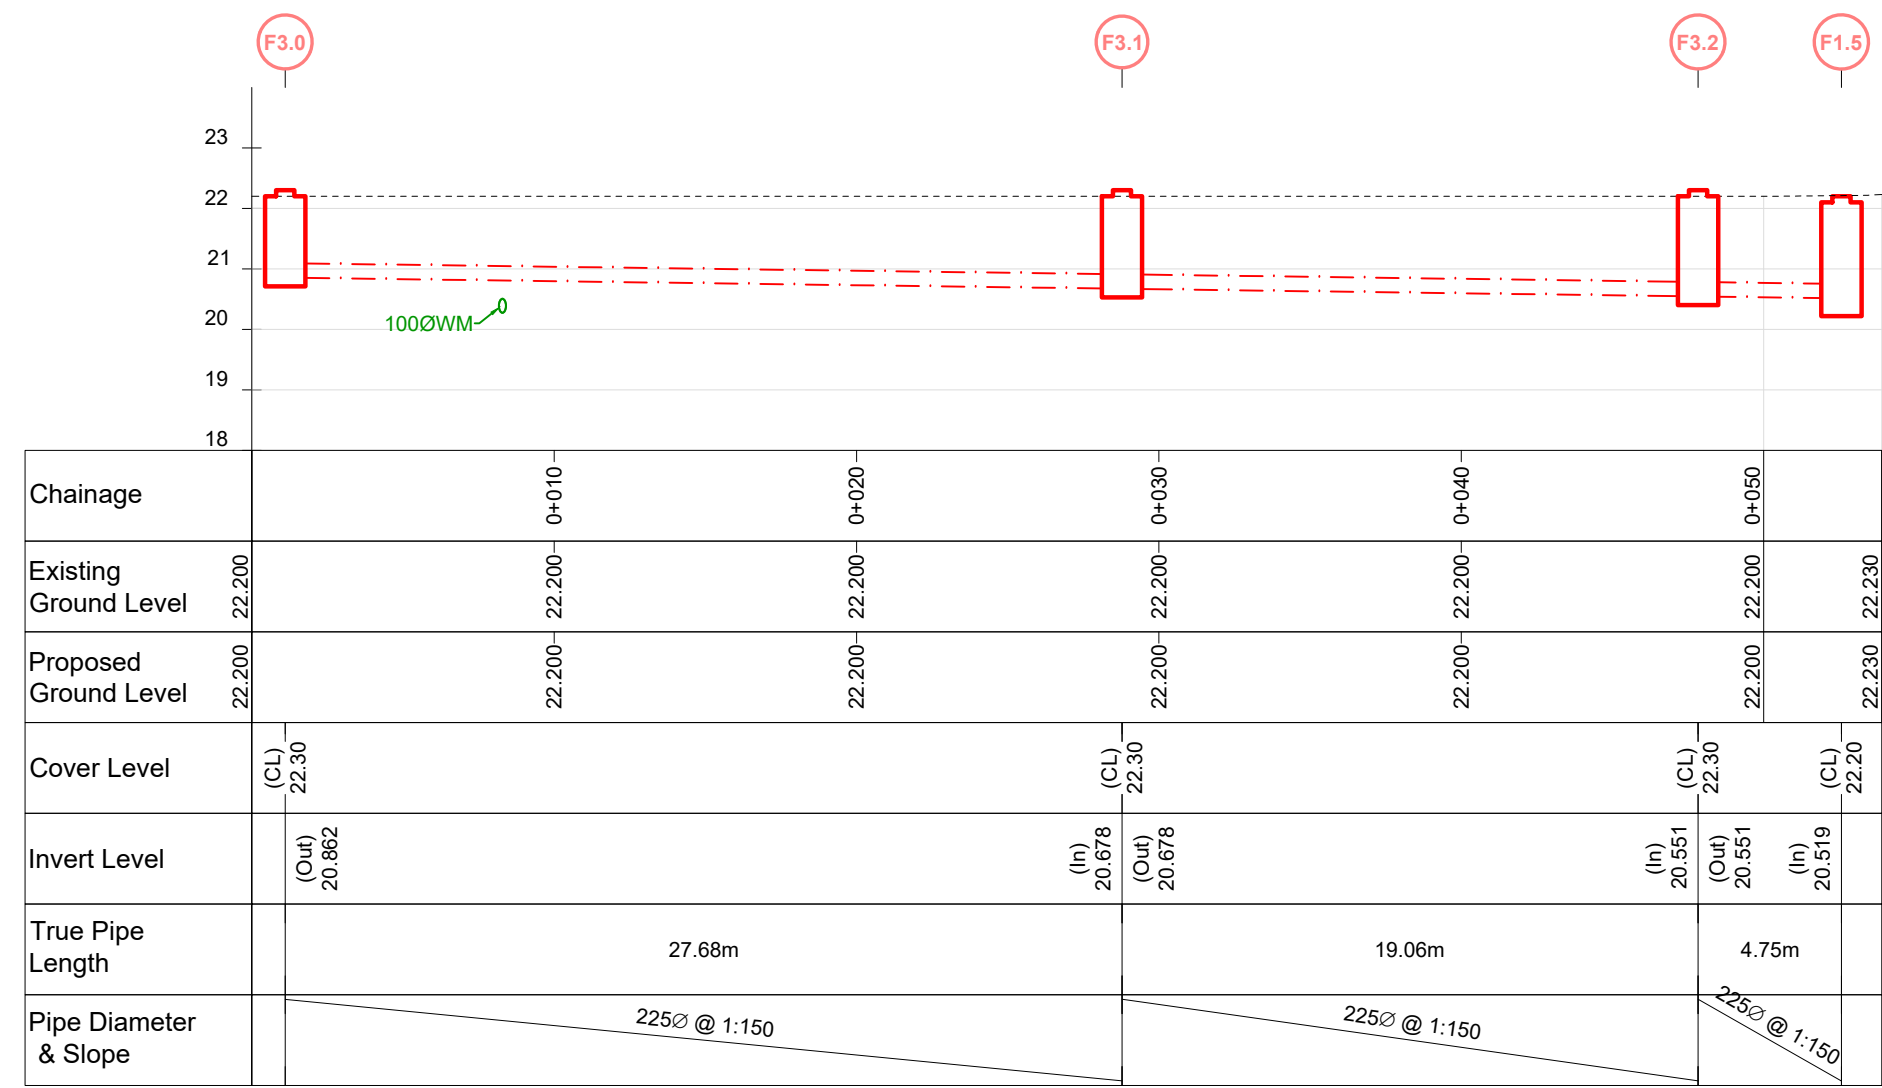 F3.0 F3.1 F3.2 F1.5
23
22
21
20
19
18
100ØWM
Chainage 0+010 0+020 0+030 0+040 0+050
Existing
Ground Level 22.200 22.200 22.200 22.200 22.200 22.200 22.230
Proposed
Ground Level 22.200 22.200 22.200 22.200 22.200 22.200 22.230
Cover Level
(CL)
22.30
(CL)
22.30
(CL)
22.30
(CL)
22.20
Invert Level
(Out)
20.862
(In)
20.678
(Out)
20.678
(In)
20.551
(Out)
20.551
(In)
20.519
True Pipe
Length
27.68m 19.06m 4.75m
Pipe Diameter
& Slope
225∅ @ 1:150
225∅ @ 1:150
225∅ @ 1:150